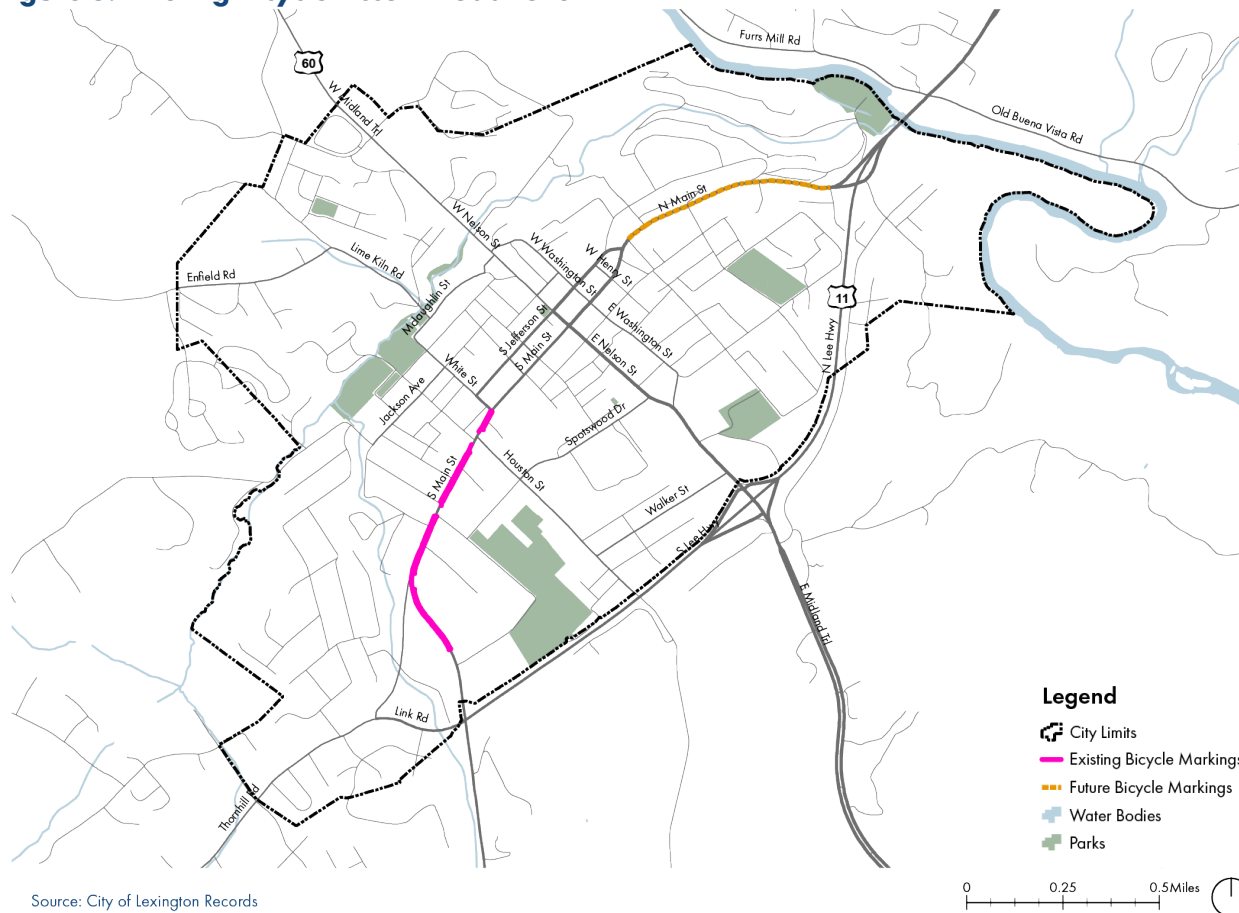 Furrs Mill Rd
60
W Midland Trl
Old Buena Vista Rd
N Main St
W Nelson St
W Washington St
W Henry St
Lime Kiln Rd
Enfield Rd
11
Mclaughlin St
S Jefferson St
E Washington St
S Main St
E Nelson St
N Lee Hwy
White St
Jackson Ave
Spotswood Dr
S Main St
Houston St
Walker St
S Lee Hwy
E Midland Trl
Link Rd
Thornhill Rd
Legend
City Limits
Existing Bicycle Markings
Future Bicycle Markings
Water Bodies
Parks
0 0.25 0.5Miles
Source: City of Lexington Records